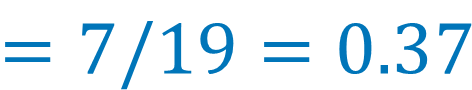 = 7/19 = 0.37